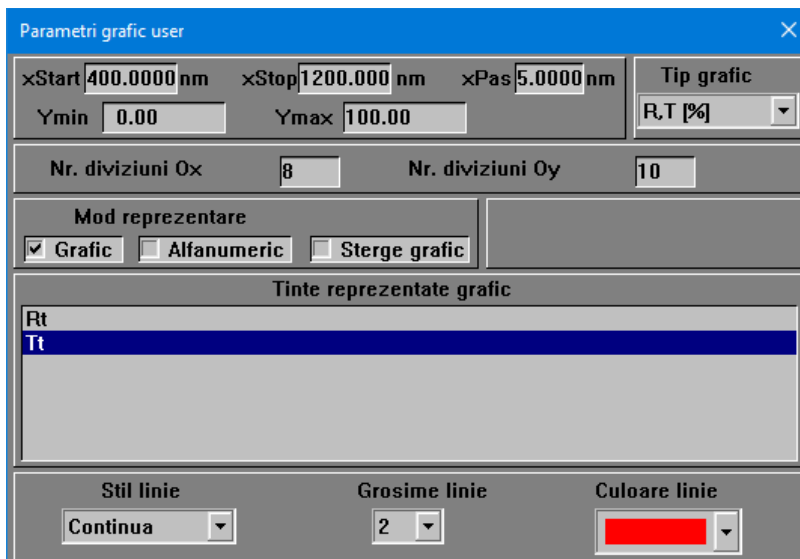 Parametri grafic user
xStart 400.0000 nm xStop 1200.000 nm xPas 5.0000 nm
Ymin 0.00 Ymax 100.00
Tip grafic
R,T [%]
Nr. diviziuni Ox 8 Nr. diviziuni Oy 10
Mod reprezentare
Grafic Alfanumeric Sterge grafic
Tinte reprezentate grafic
Rt
Tt
Stil linie Grosime linie Culoare linie
Continua 2